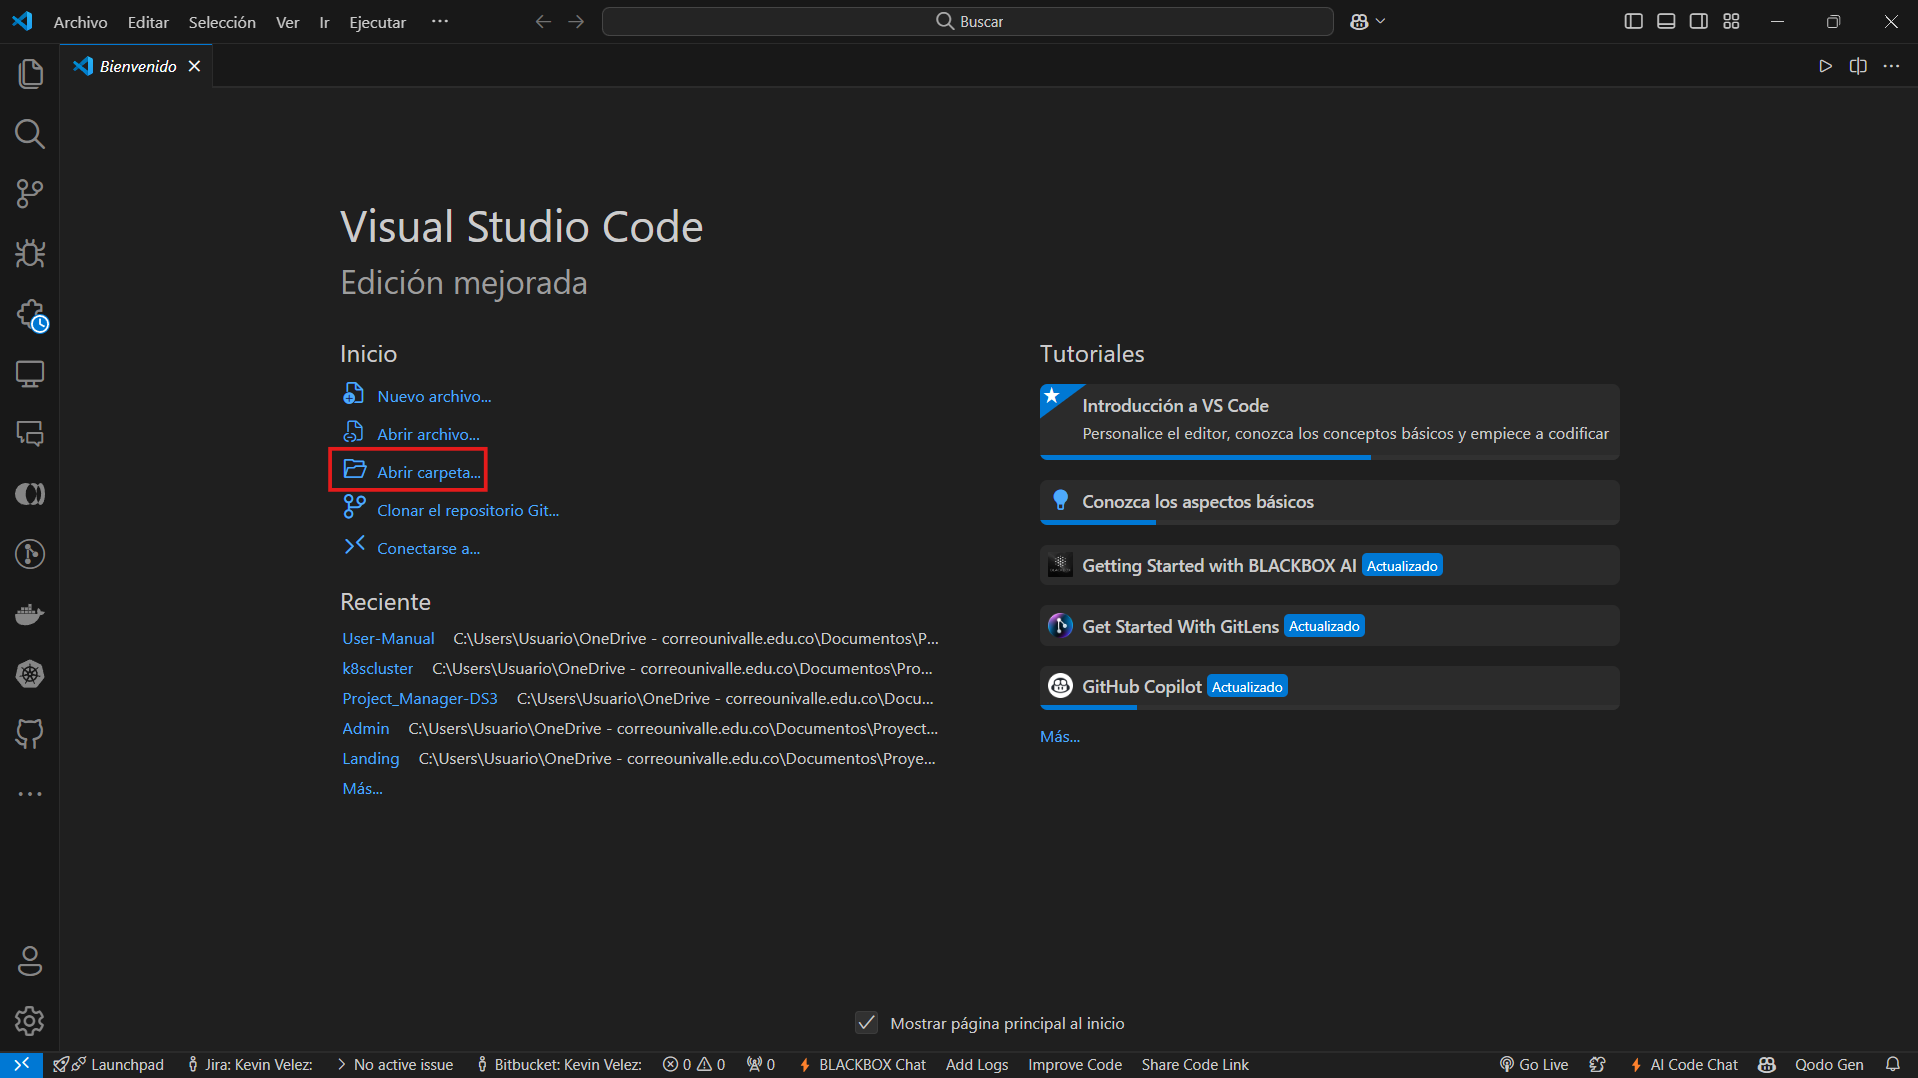 Archivo Editar Selección Ver Ir Ejecutar ··· Buscar
Bienvenido
Visual Studio Code
Edición mejorada
Inicio
Nuevo archivo...
Abrir archivo...
Abrir carpeta...
Clonar el repositorio Git...
Conectarse a...
Reciente
User-Manual C:\Users\Usuario\OneDrive - correounivalle.edu.co\Documentos\P...
k8scluster C:\Users\Usuario\OneDrive - correounivalle.edu.co\Documentos\Pro...
Project_Manager-DS3 C:\Users\Usuario\OneDrive - correounivalle.edu.co\Docu...
Admin C:\Users\Usuario\OneDrive - correounivalle.edu.co\Documentos\Proyect...
Landing C:\Users\Usuario\OneDrive - correounivalle.edu.co\Documentos\Proye...
Más...
Tutoriales
Introducción a VS Code
Personalice el editor, conozca los conceptos básicos y empiece a codificar
Conozca los aspectos básicos
Getting Started with BLACKBOX AI Actualizado
Get Started With GitLens Actualizado
GitHub Copilot Actualizado
Más...
Mostrar página principal al inicio
Launchpad Jira: Kevin Velez: No active issue Bitbucket: Kevin Velez: 0 0 0 BLACKBOX Chat Add Logs Improve Code Share Code Link Go Live AI Code Chat Qodo Gen